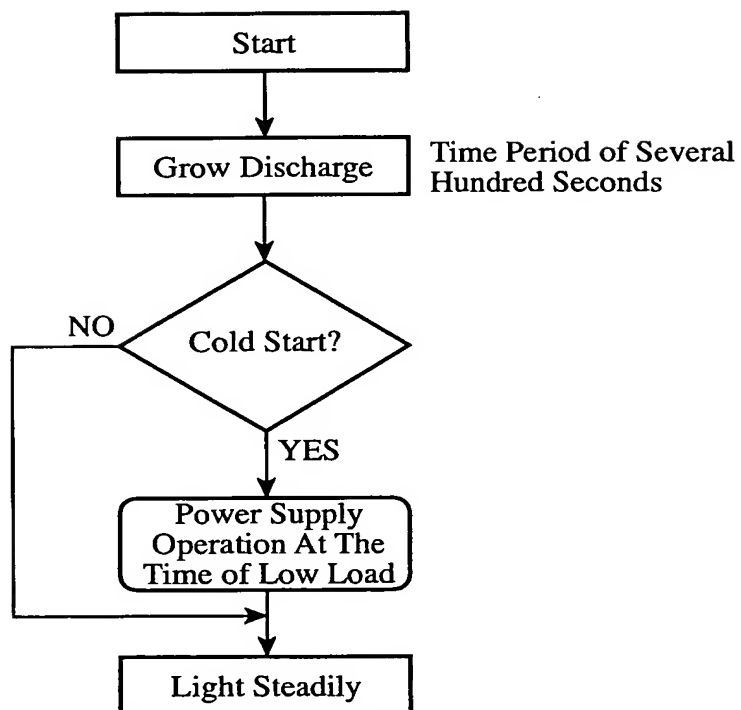 Start
Grow Discharge
Time Period of Several
Hundred Seconds
Cold Start?
NO
YES
Power Supply
Operation At The
Time of Low Load
Light Steadily